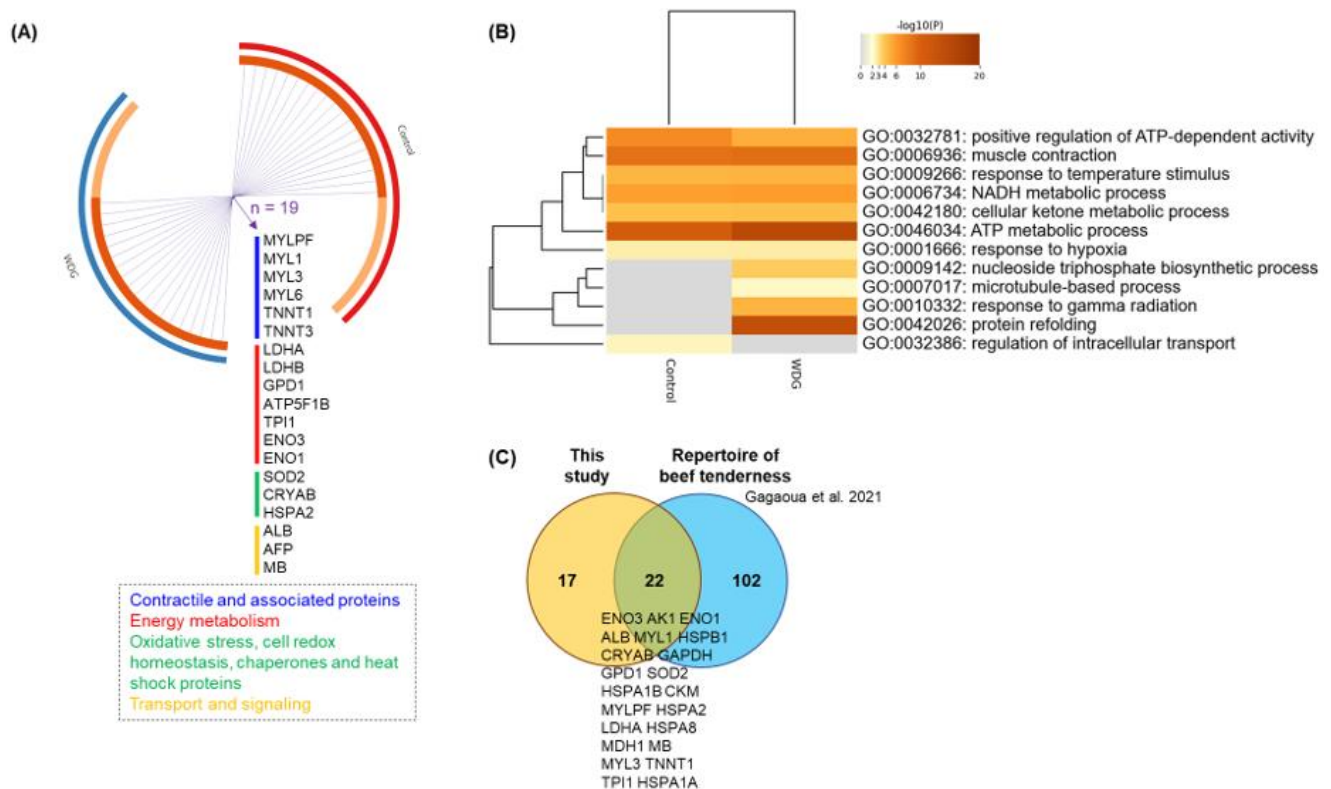 (A)
Control
WDG
n = 19
MYLPF
MYL1
MYL3
MYL6
TNNT1
TNNT3
LDHA
LDHB
GPD1
ATP5F1B
TPI1
ENO3
ENO1
SOD2
CRYAB
HSPA2
ALB
AFP
MB
Contractile and associated proteins
Energy metabolism
Oxidative stress, cell redox
homeostasis, chaperones and heat
shock proteins
Transport and signaling
(B)
-log10(P)
0 2 3 4 6 10 20
GO:0032781: positive regulation of ATP-dependent activity
GO:0006936: muscle contraction
GO:0009266: response to temperature stimulus
GO:0006734: NADH metabolic process
GO:0042180: cellular ketone metabolic process
GO:0046034: ATP metabolic process
GO:0001666: response to hypoxia
GO:0009142: nucleoside triphosphate biosynthetic process
GO:0007017: microtubule-based process
GO:0010332: response to gamma radiation
GO:0042026: protein refolding
GO:0032386: regulation of intracellular transport
Control
WDG
(C)
This
study
Repertoire of
beef tenderness
Gagaoua et al. 2021
17 22 102
ENO3 AK1 ENO1
ALB MYL1 HSPB1
CRYAB GAPDH
GPD1 SOD2
HSPA1B CKM
MYLPF HSPA2
LDHA HSPA8
MDH1 MB
MYL3 TNNT1
TPI1 HSPA1A